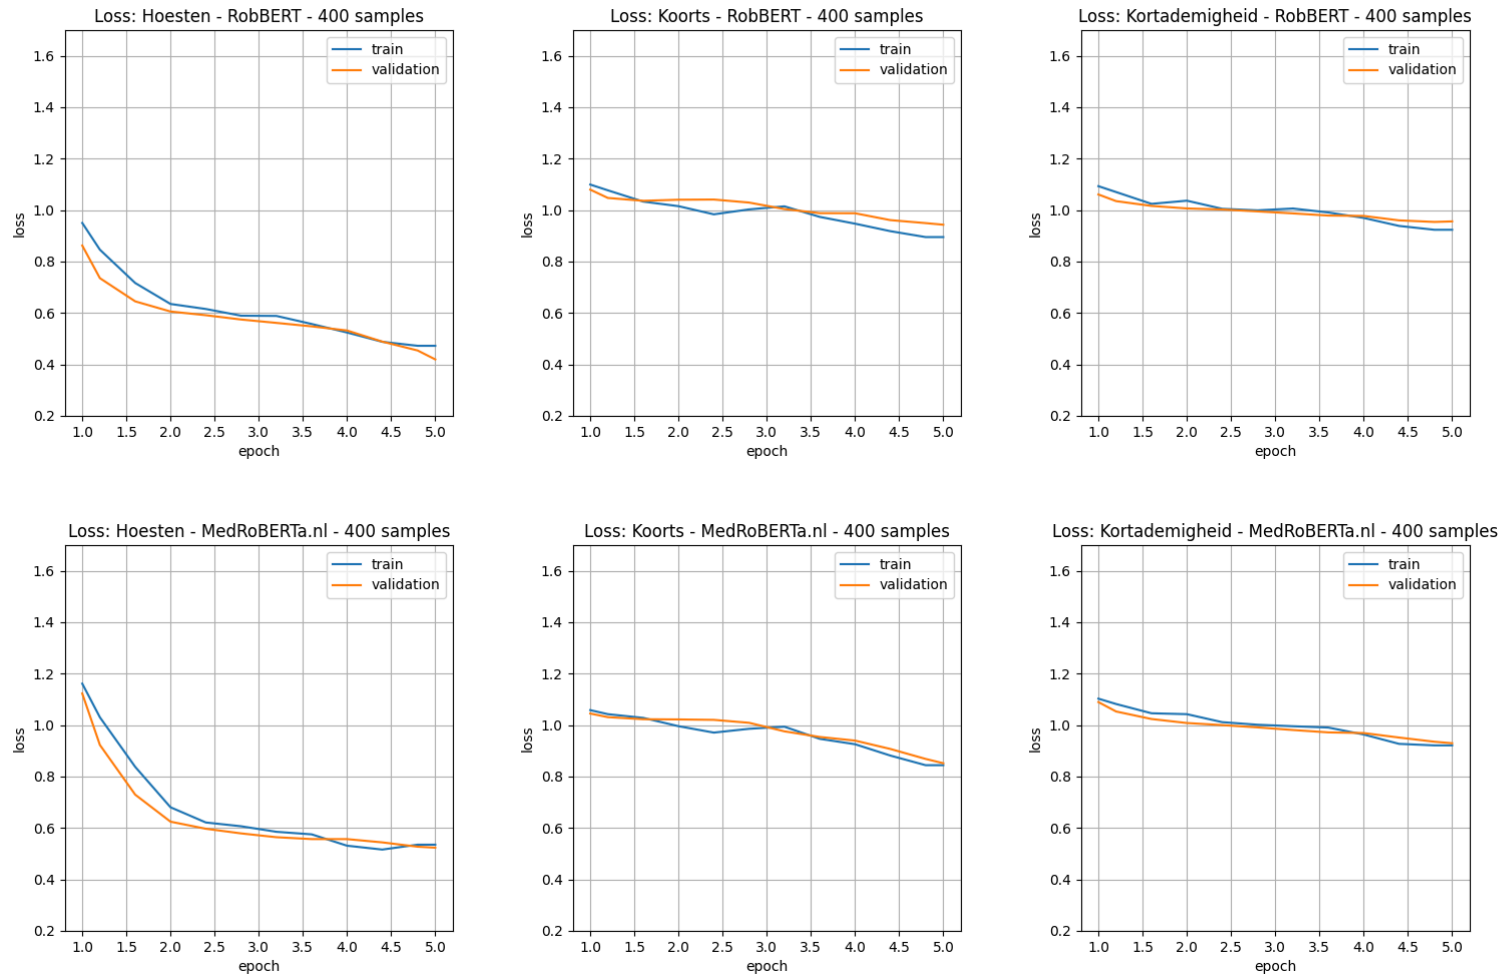 Loss: Hoesten - RobBERT - 400 samples
train
validation
loss
1.6
1.4
1.2
1.0
0.8
0.6
0.4
0.2
1.0 1.5 2.0 2.5 3.0 3.5 4.0 4.5 5.0
epoch
Loss: Koorts - RobBERT - 400 samples
train
validation
loss
1.6
1.4
1.2
1.0
0.8
0.6
0.4
0.2
1.0 1.5 2.0 2.5 3.0 3.5 4.0 4.5 5.0
epoch
Loss: Kortademigheid - RobBERT - 400 samples
train
validation
loss
1.6
1.4
1.2
1.0
0.8
0.6
0.4
0.2
1.0 1.5 2.0 2.5 3.0 3.5 4.0 4.5 5.0
epoch
Loss: Hoesten - MedRoBERTa.nl - 400 samples
train
validation
loss
1.6
1.4
1.2
1.0
0.8
0.6
0.4
0.2
1.0 1.5 2.0 2.5 3.0 3.5 4.0 4.5 5.0
epoch
Loss: Koorts - MedRoBERTa.nl - 400 samples
train
validation
loss
1.6
1.4
1.2
1.0
0.8
0.6
0.4
0.2
1.0 1.5 2.0 2.5 3.0 3.5 4.0 4.5 5.0
epoch
Loss: Kortademigheid - MedRoBERTa.nl - 400 samples
train
validation
loss
1.6
1.4
1.2
1.0
0.8
0.6
0.4
0.2
1.0 1.5 2.0 2.5 3.0 3.5 4.0 4.5 5.0
epoch